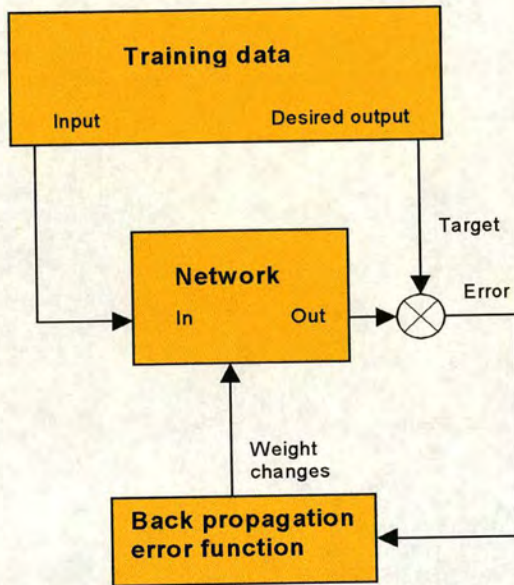 Training data
Input
Desired output
Target
Network
Error
In
Out
Weight
changes
Back propagation
error function